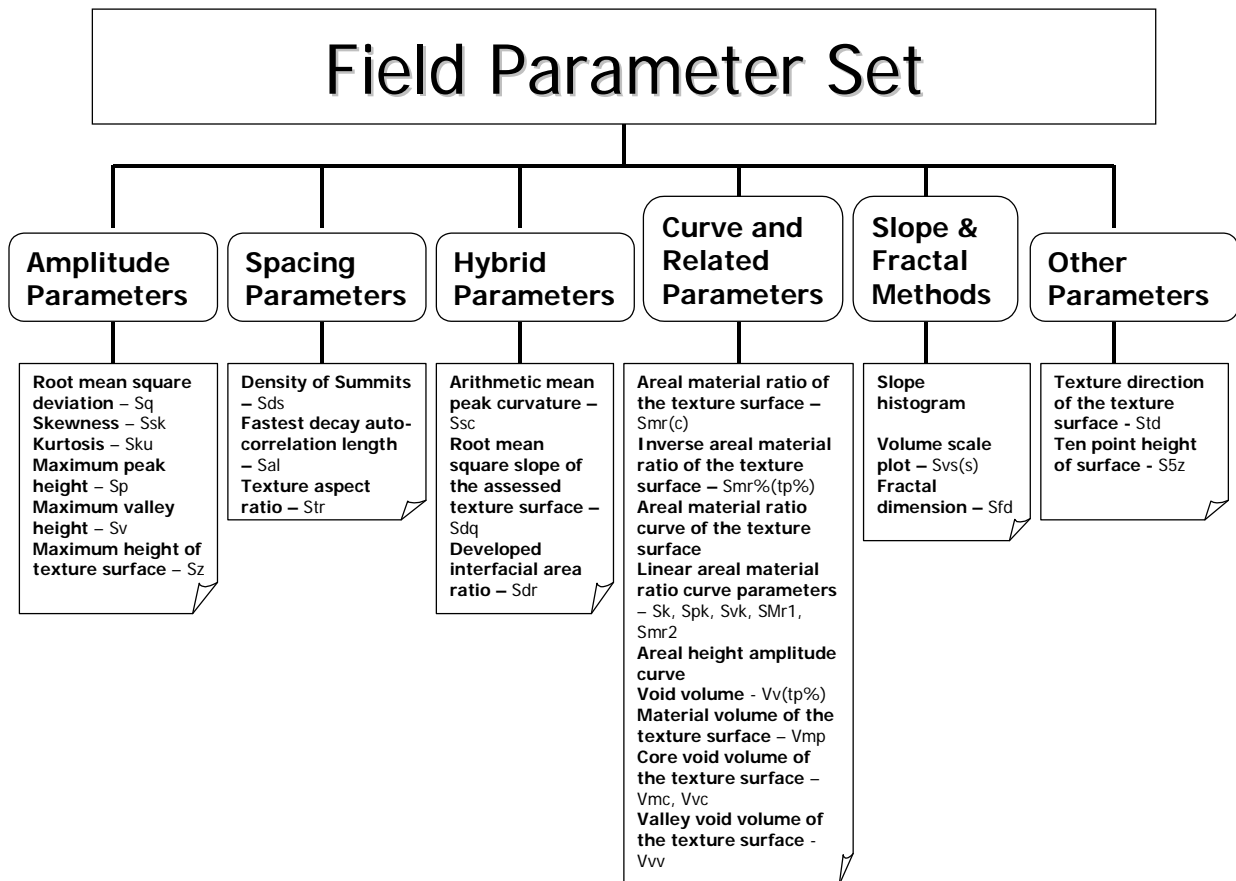 Field Parameter Set
Amplitude
Parameters
Root mean square
deviation – Sq
Skewness – Ssk
Kurtosis – Sku
Maximum peak
height – Sp
Maximum valley
height – Sv
Maximum height of
texture surface – Sz
Spacing
Parameters
Density of Summits
– Sds
Fastest decay auto-
correlation length
– Sal
Texture aspect
ratio – Str
Hybrid
Parameters
Arithmetic mean
peak curvature –
Ssc
Root mean
square slope of
the assessed
texture surface –
Sdq
Developed
interfacial area
ratio – Sdr
Curve and
Related
Parameters
Areal material ratio of
the texture surface –
Smr(c)
Inverse areal material
ratio of the texture
surface – Smr%(tp%)
Areal material ratio
curve of the texture
surface
Linear areal material
ratio curve parameters
– Sk, Spk, Svk, SMr1,
Smr2
Areal height amplitude
curve
Void volume - Vv(tp%)
Material volume of the
texture surface – Vmp
Core void volume of
the texture surface –
Vmc, Vvc
Valley void volume of
the texture surface -
Vvv
Slope &
Fractal
Methods
Slope
histogram
Volume scale
plot – Svs(s)
Fractal
dimension – Sfd
Other
Parameters
Texture direction
of the texture
surface - Std
Ten point height
of surface - S5z